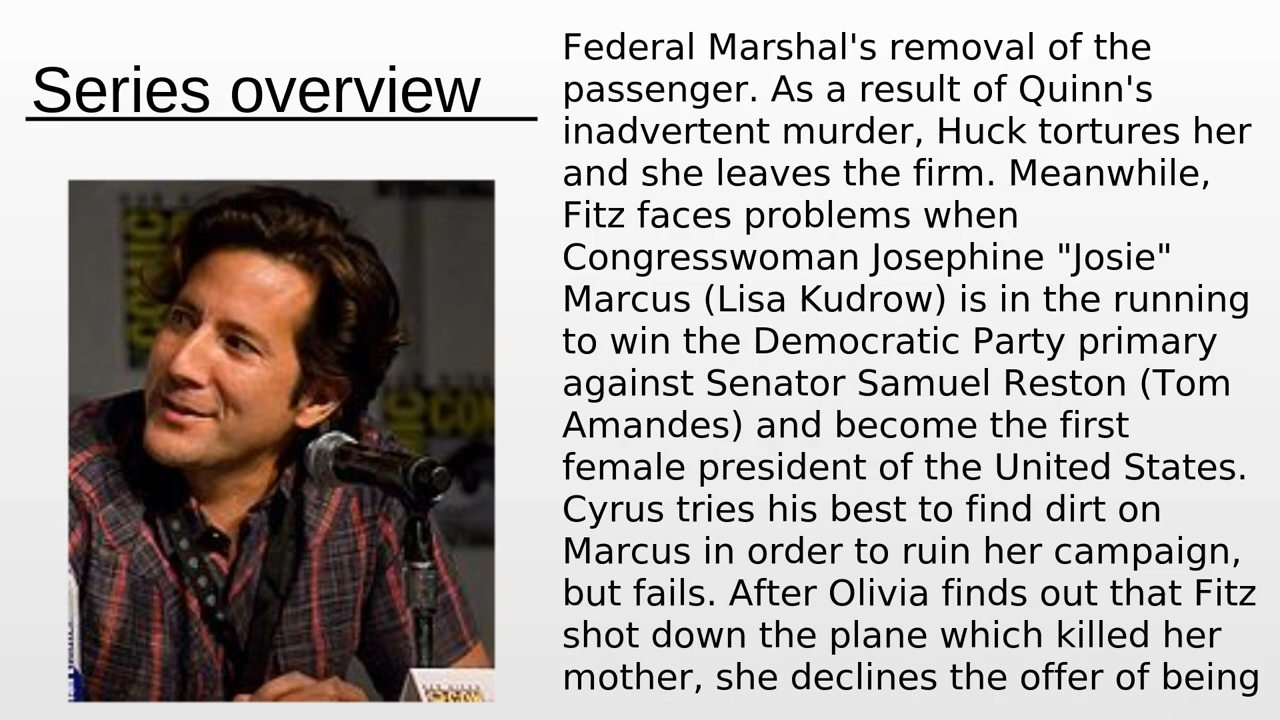 Series overview
Federal Marshal's removal of the
passenger. As a result of Quinn's
inadvertent murder, Huck tortures her
and she leaves the firm. Meanwhile,
Fitz faces problems when
Congresswoman Josephine "Josie"
Marcus (Lisa Kudrow) is in the running
to win the Democratic Party primary
against Senator Samuel Reston (Tom
Amandes) and become the first
female president of the United States.
Cyrus tries his best to find dirt on
Marcus in order to ruin her campaign,
but fails. After Olivia finds out that Fitz
shot down the plane which killed her
mother, she declines the offer of being